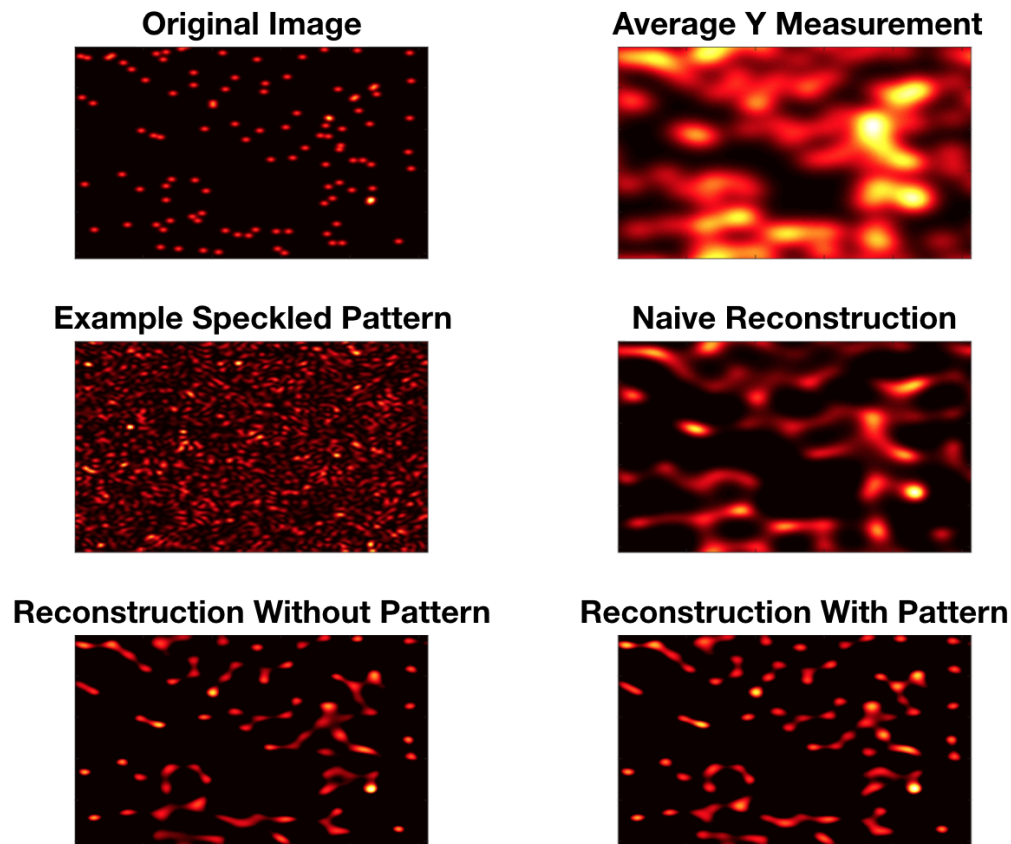 Original Image
Average Y Measurement
Example Speckled Pattern
Naive Reconstruction
Reconstruction Without Pattern
Reconstruction With Pattern